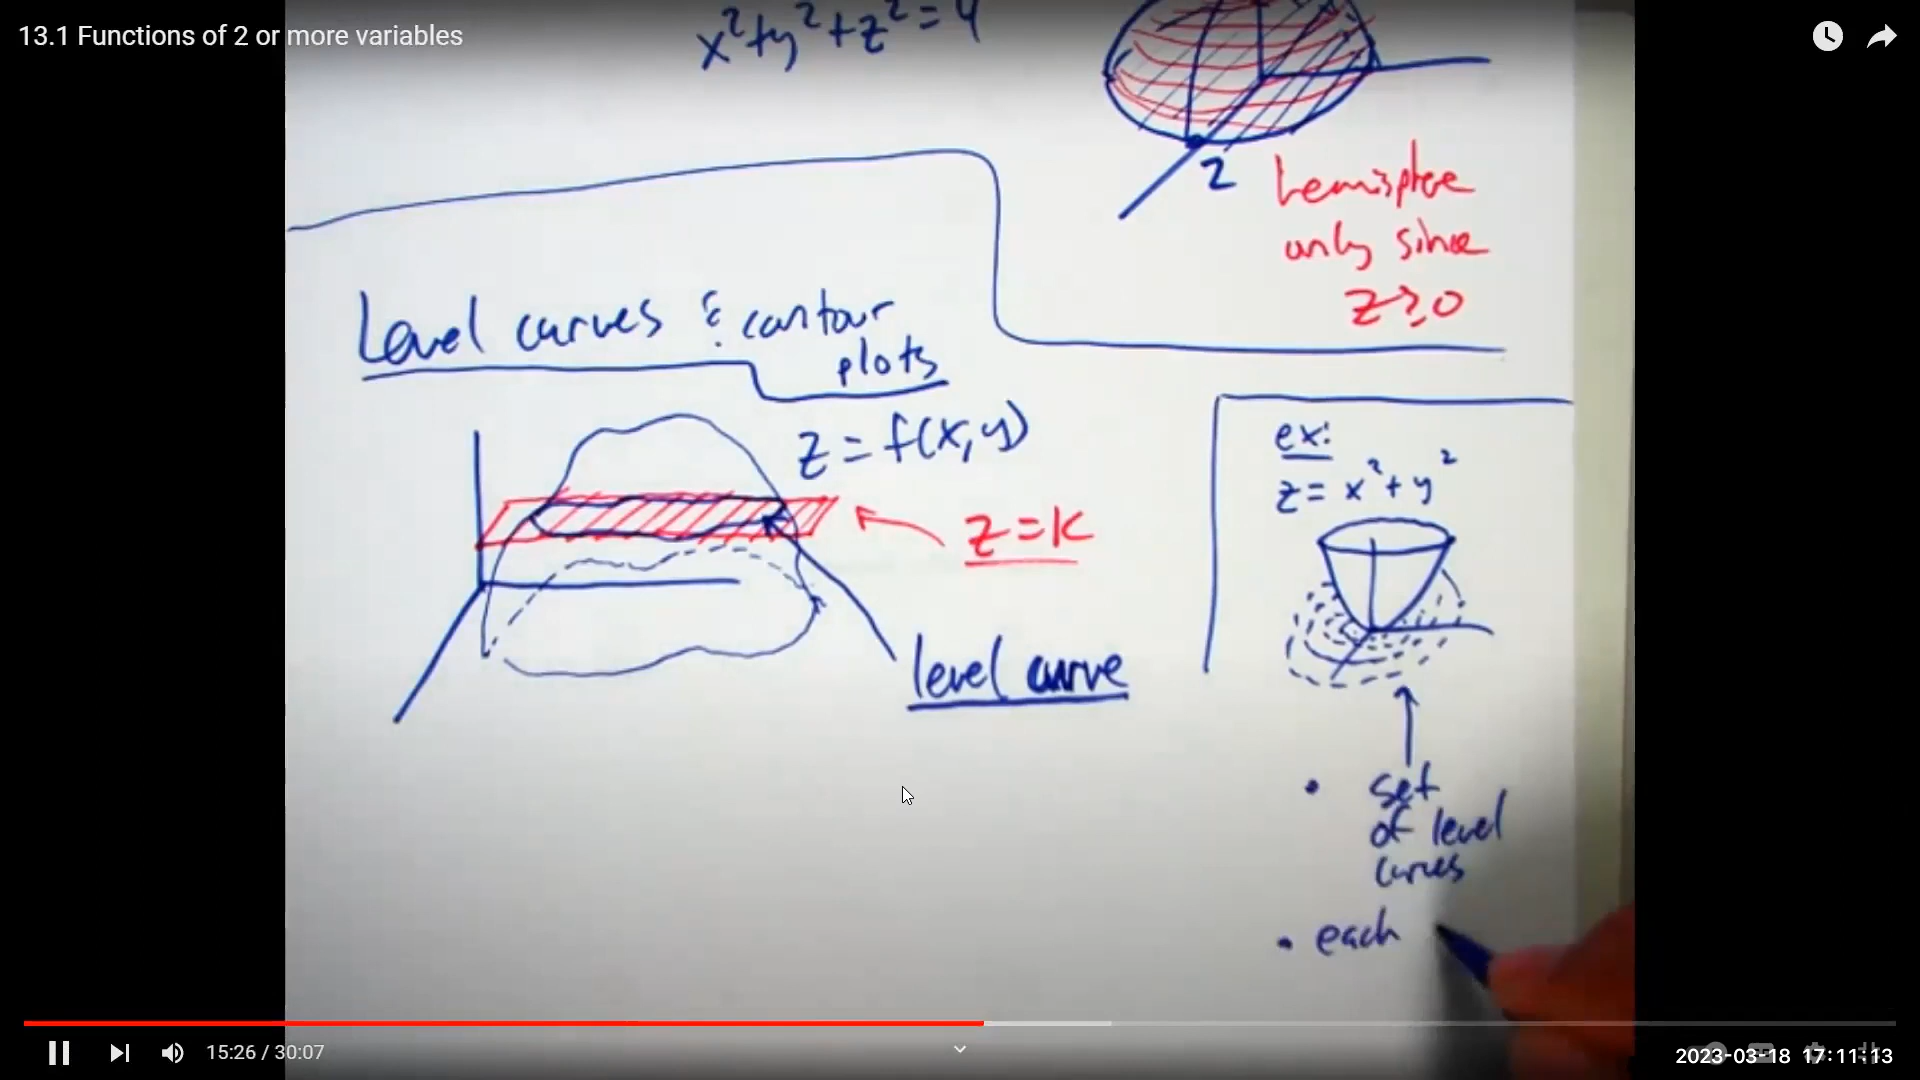 13.1 Functions of 2 or more variables
x²+y²+z²=4
2
hemisphere
only since
z≥0
Level curves & contour
plots
z = f(x,y)
z=k
level curve
ex:
z= x²+y²
• set
of level
curves
• each
15:26 / 30:07
2023-03-18 17:11:13